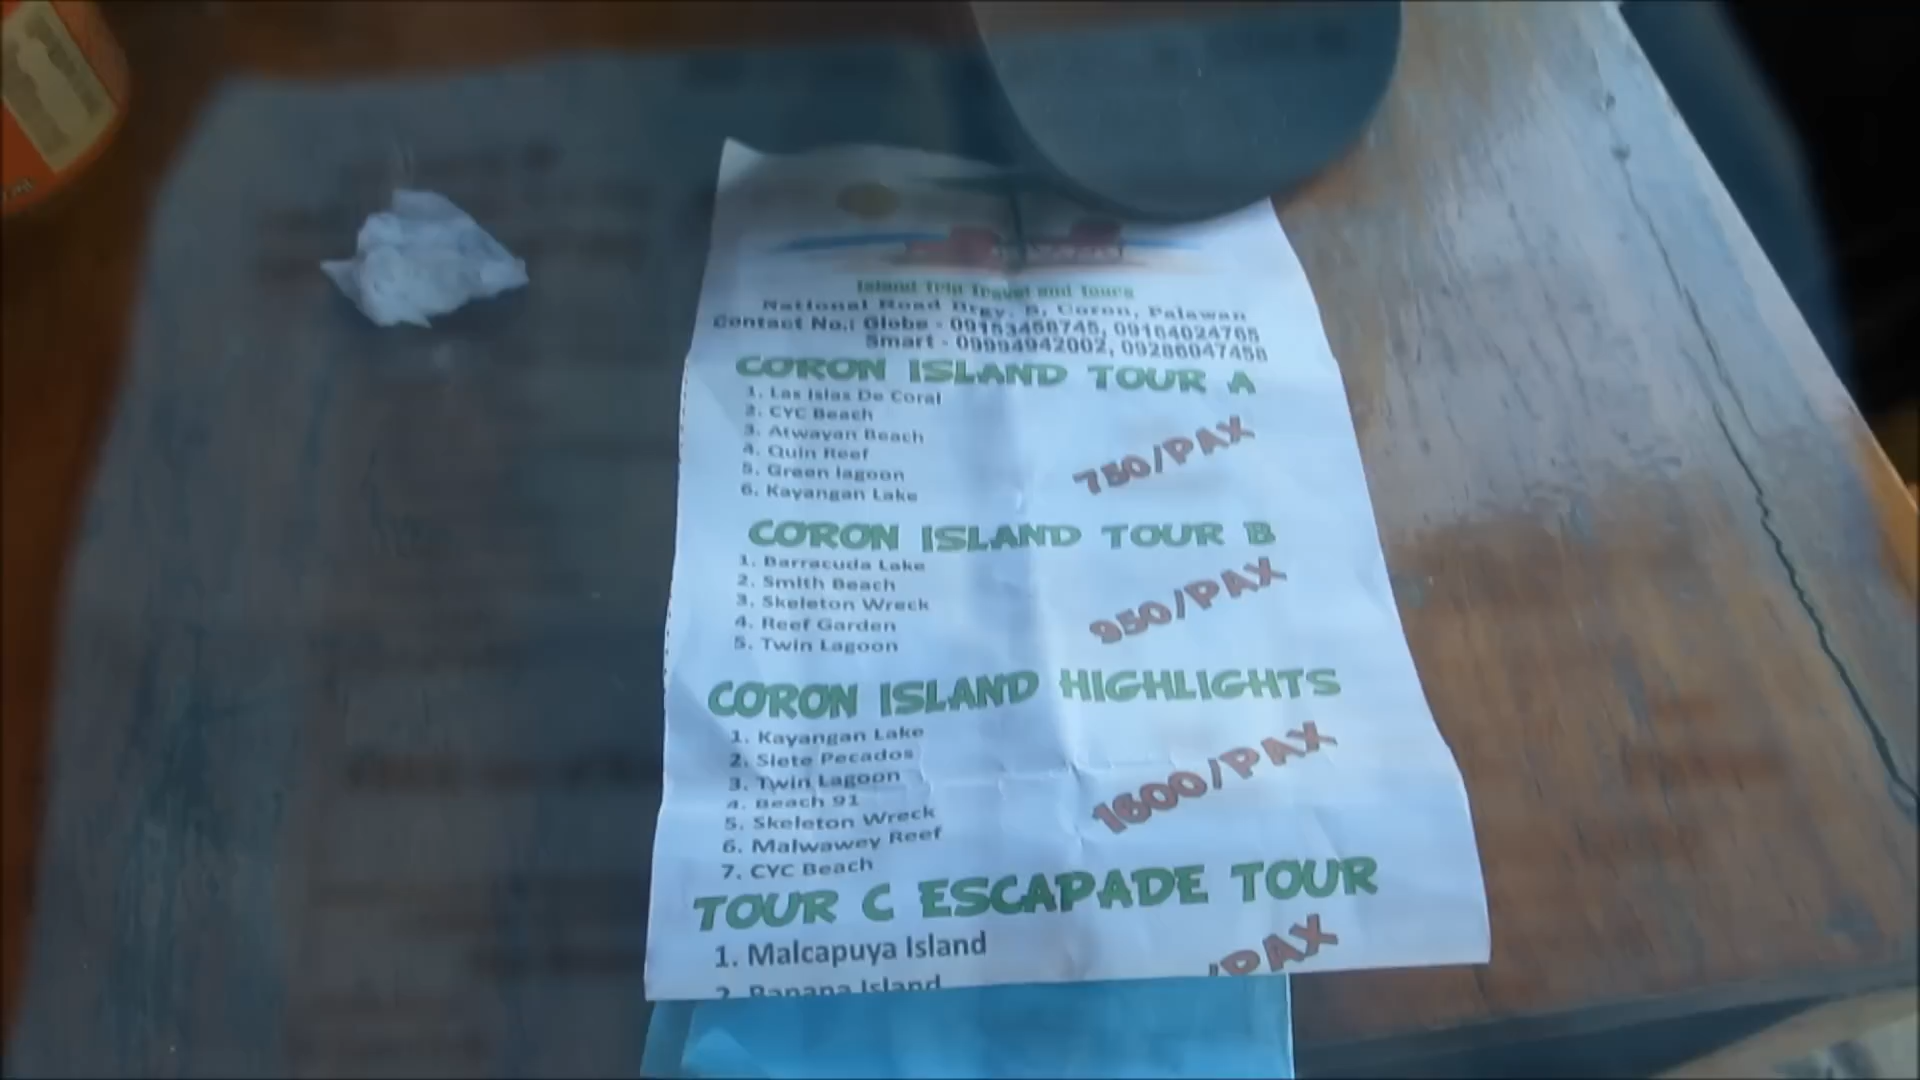 Island Trip Travel and Tours
National Road Brgy. 5, Coron, Palawan
Contact No.: Globe - 09153458745, 09164024765
Smart - 09994942002, 09286047458
CORON ISLAND TOUR A
1. Las Islas De Coral
2. CYC Beach
3. Atwayan Beach
4. Quin Reef
5. Green lagoon
6. Kayangan Lake
750/PAX
CORON ISLAND TOUR B
1. Barracuda Lake
2. Smith Beach
3. Skeleton Wreck
4. Reef Garden
5. Twin Lagoon
950/PAX
CORON ISLAND HIGHLIGHTS
1. Kayangan Lake
2. Siete Pecados
3. Twin Lagoon
4. Beach 91
5. Skeleton Wreck
6. Malwawey Reef
7. CYC Beach
1600/PAX
TOUR C ESCAPADE TOUR
1. Malcapuya Island
2. Banana Island
/PAX